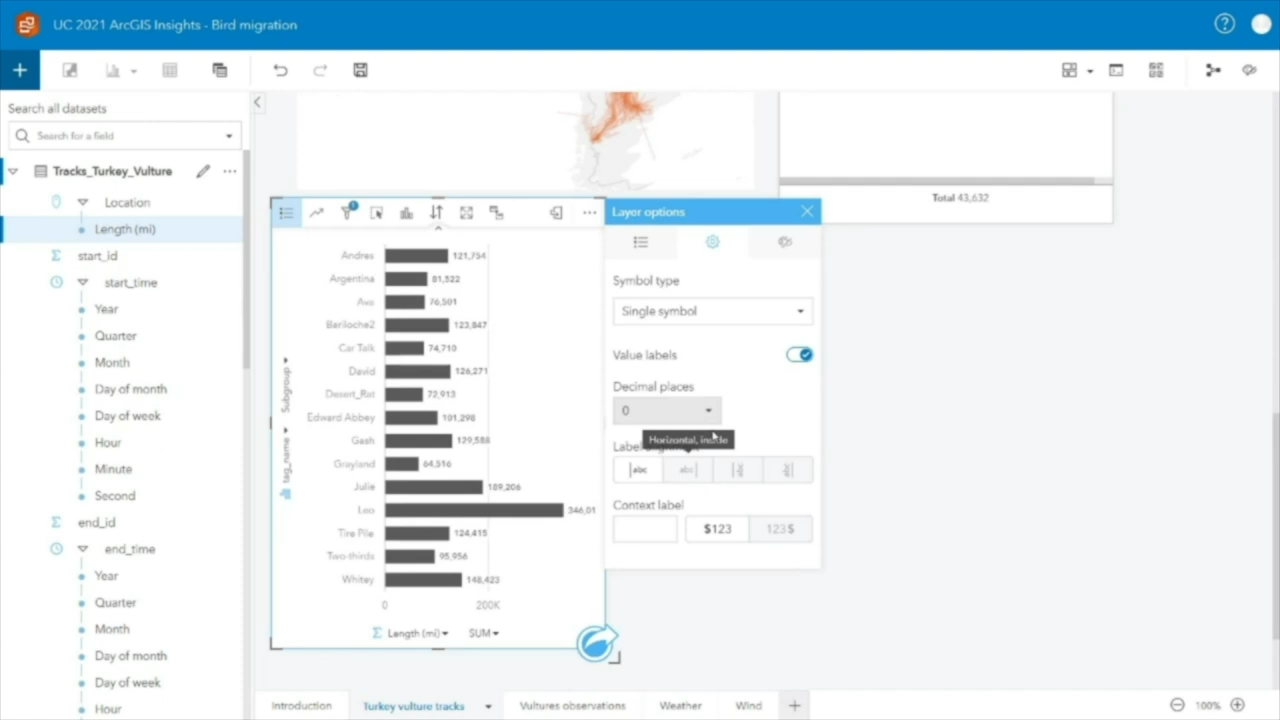 UC 2021 ArcGIS Insights - Bird migration
Search all datasets
Search for a field
Tracks_Turkey_Vulture
Location
Length (mi)
start_id
start_time
Year
Quarter
Month
Day of month
Day of week
Hour
Minute
Second
end_id
end_time
Year
Quarter
Month
Day of month
Day of week
Hour
Total 43,632
1
Subgroup
tag_name
Andres 121,754
Argentina 81,522
Ava 76,501
Bariloche2 123,847
Car Talk 74,710
David 126,271
Desert_Rat 72,913
Edward Abbey 101,298
Gash 129,588
Grayland 64,516
Julie 189,206
Leo 346,01
Tire Pile 124,415
Two-thirds 95,956
Whitey 148,423
0 200K
Length (mi) SUM
Layer options
Symbol type
Single symbol
Value labels
Decimal places
0
Horizontal, inside
abc abc abc abc
Context label
$123 123$
Introduction Turkey vulture tracks Vultures observations Weather Wind
100%